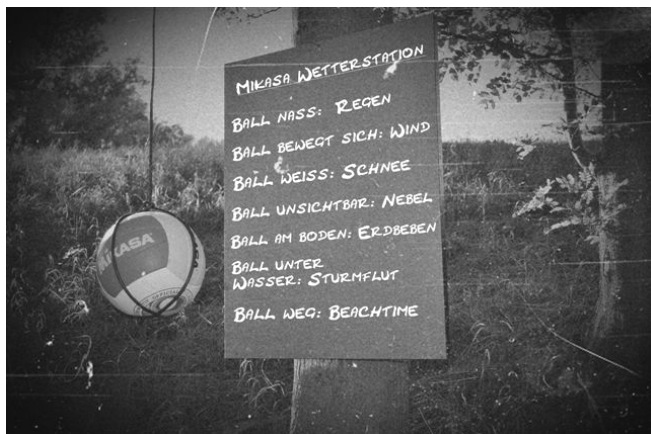 MIKASA WETTERSTATION
BALL NASS: REGEN
BALL BEWEGT SICH: WIND
BALL WEISS: SCHNEE
BALL UNSICHTBAR: NEBEL
BALL AM BODEN: ERDBEBEN
BALL UNTER
WASSER: STURMFLUT
BALL WEG: BEACHTIME
MIKASA